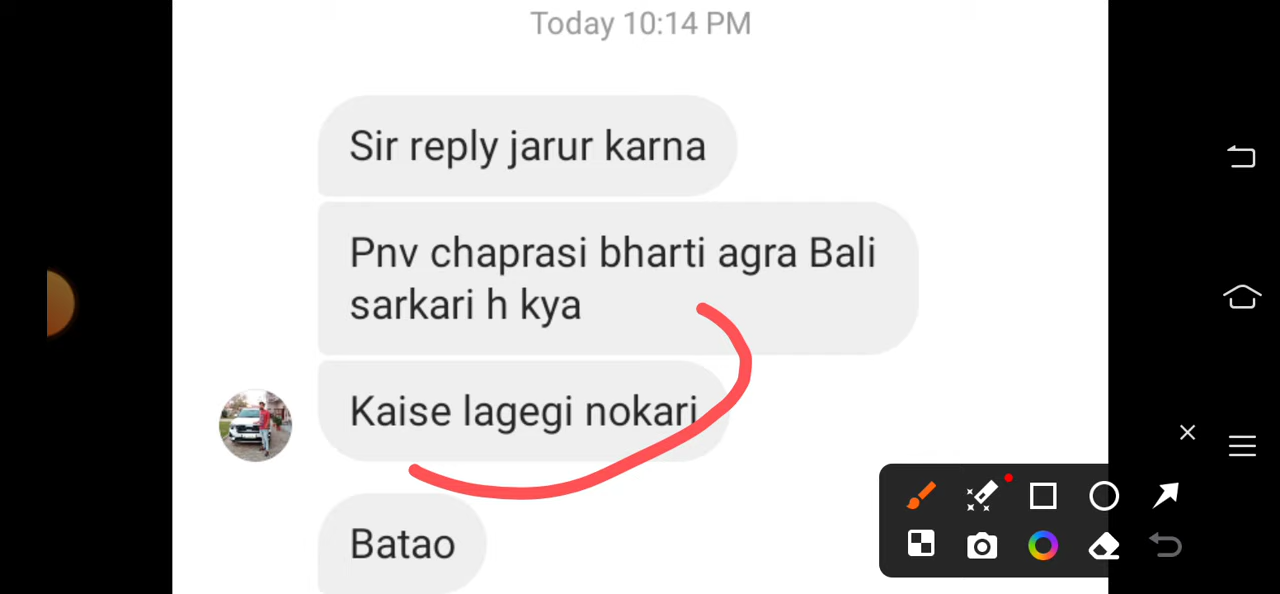 Today 10:14 PM
Sir reply jarur karna
Pnv chaprasi bharti agra Bali
sarkari h kya
Kaise lagegi nokari
Batao